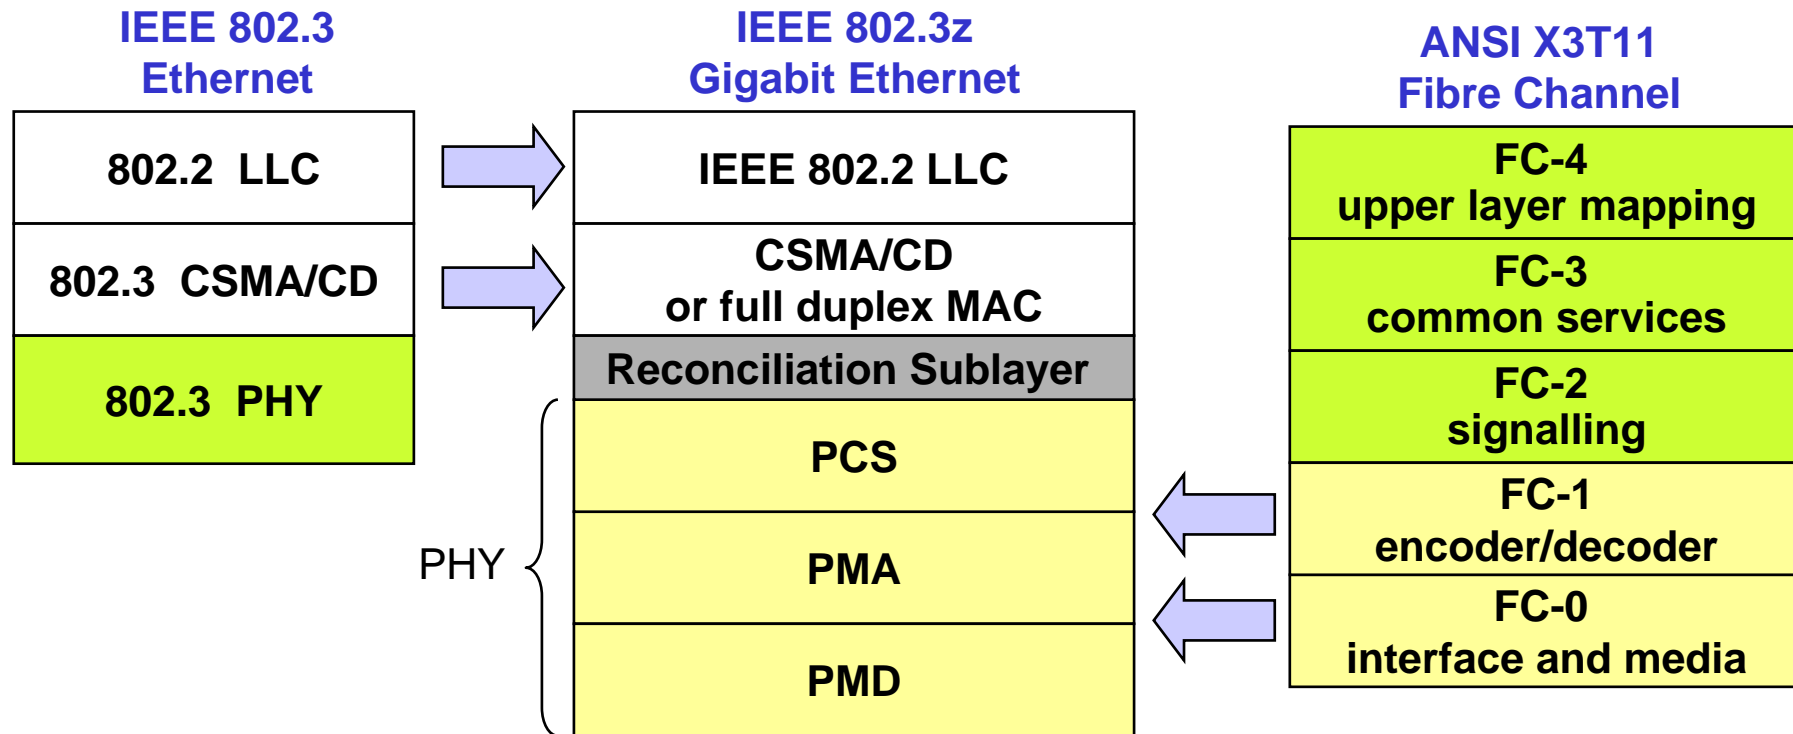 IEEE 802.3
Ethernet
802.2 LLC
802.3 CSMA/CD
802.3 PHY
IEEE 802.3z
Gigabit Ethernet
IEEE 802.2 LLC
CSMA/CD
or full duplex MAC
Reconciliation Sublayer
PHY
PCS
PMA
PMD
ANSI X3T11
Fibre Channel
FC-4
upper layer mapping
FC-3
common services
FC-2
signalling
FC-1
encoder/decoder
FC-0
interface and media